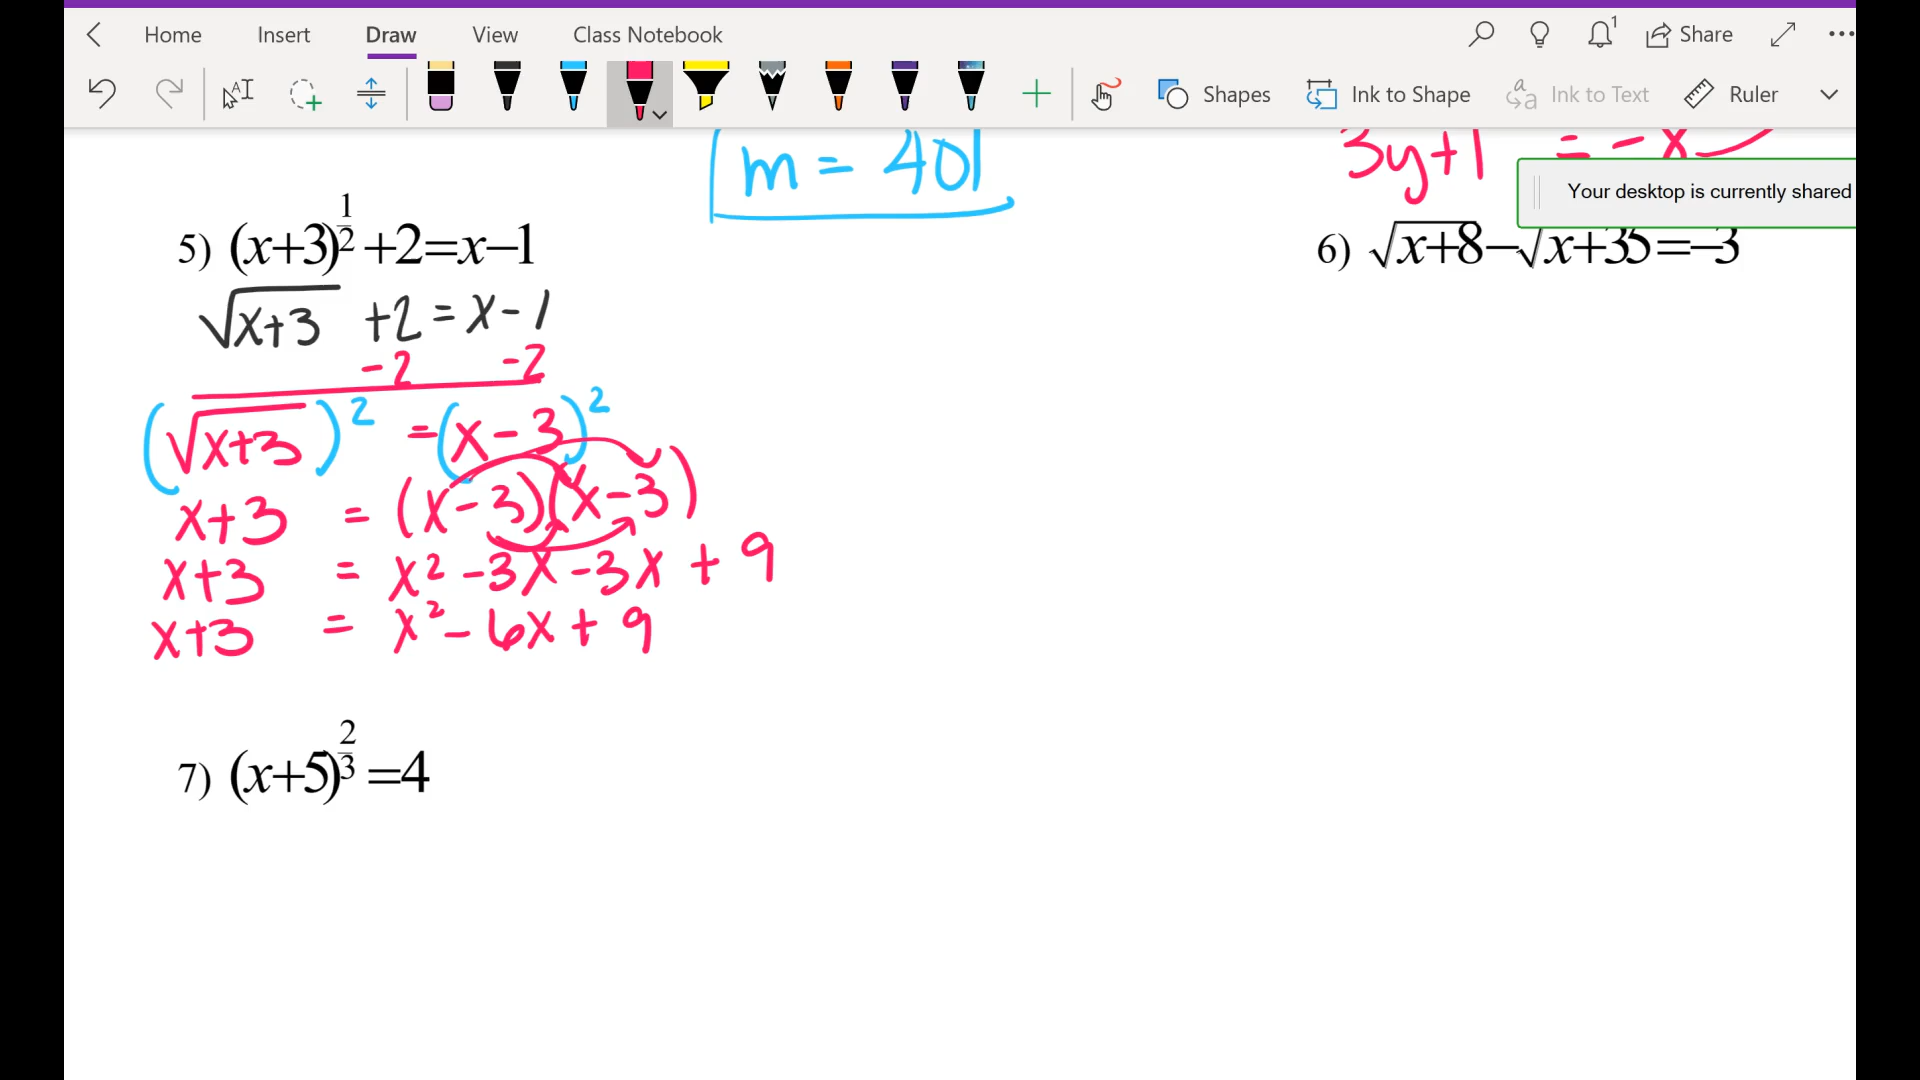 Home Insert Draw View Class Notebook 1 Share
Shapes Ink to Shape Ink to Text Ruler
m = 401
3y+1 = -x
Your desktop is currently shared
5) (x+3)^{1/2} +2=x−1
6) √x+8−√x+35=−3
√x+3 +2 = x-1
-2 -2
(√x+3)² = (x-3)²
x+3 = (x-3)(x-3)
x+3 = x² -3x -3x + 9
x+3 = x² - 6x + 9
7) (x+5)^{2/3} =4